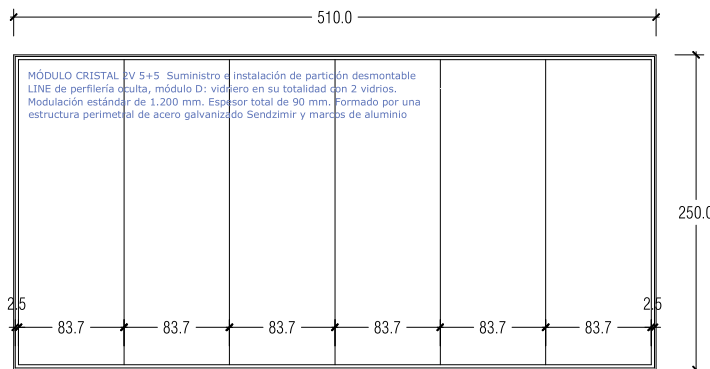 510.0
MÓDULO CRISTAL 2V 5+5 Suministro e instalación de partición desmontable
LINE de perfilería oculta, módulo D: vidriero en su totalidad con 2 vidrios.
Modulación estándar de 1.200 mm. Espesor total de 90 mm. Formado por una
estructura perimetral de acero galvanizado Sendzimir y marcos de aluminio
250.0
2.5 2.5
83.7 83.7 83.7 83.7 83.7 83.7